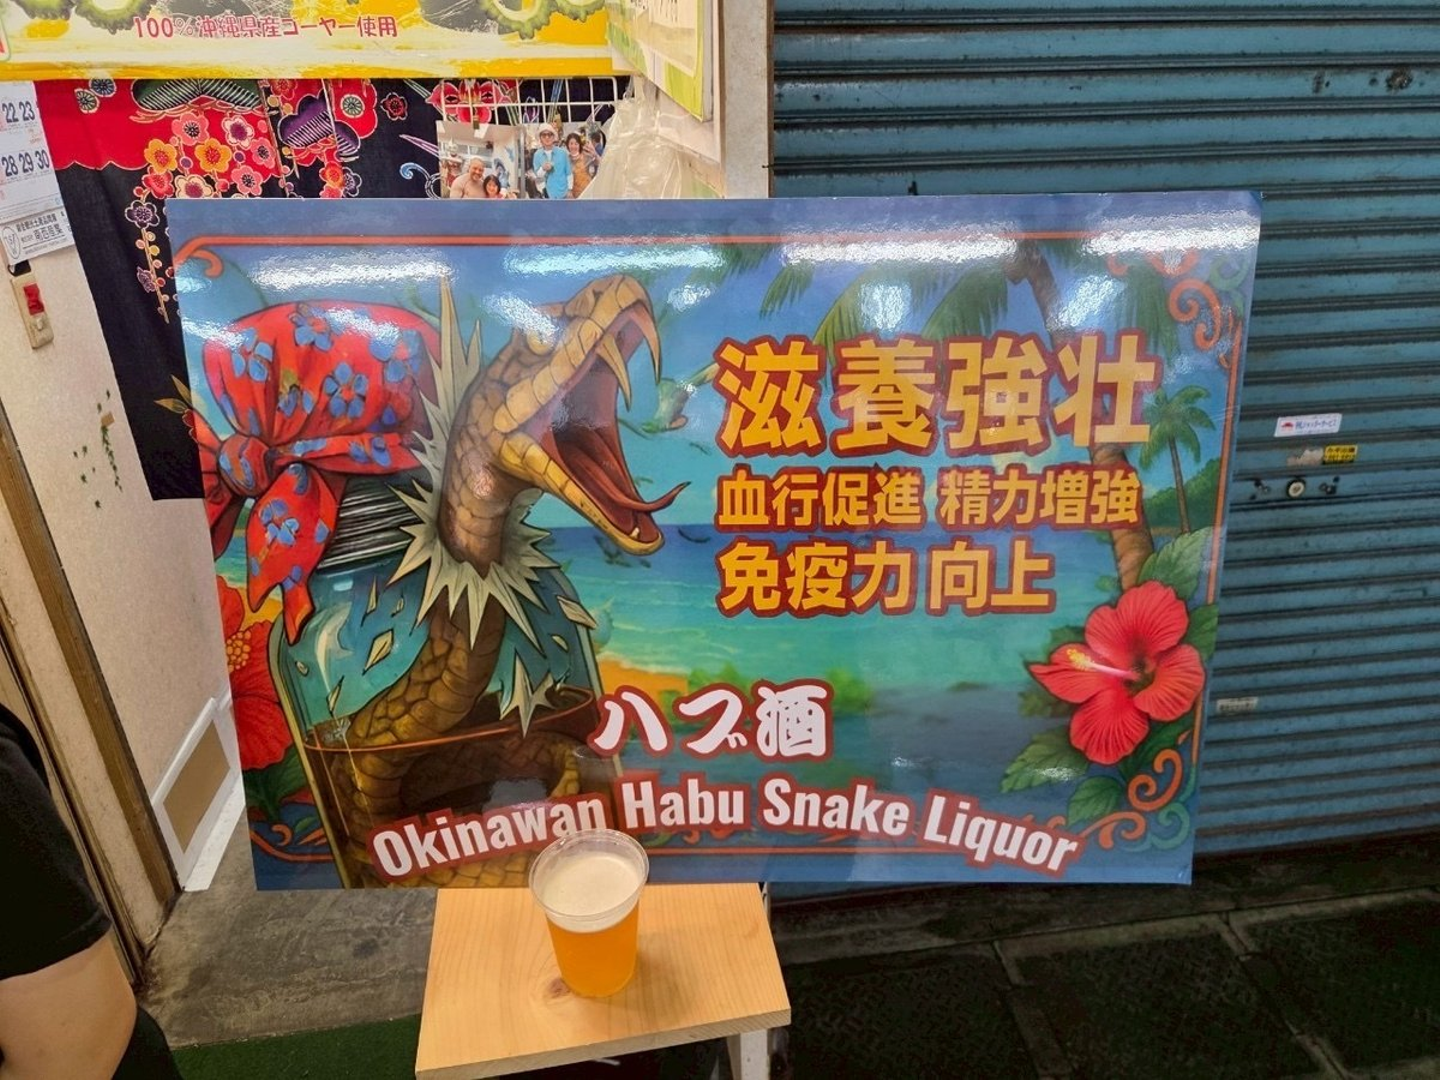 100%沖縄県産ゴーヤー使用
22 23
28 29 30
滋養強壮
血行促進 精力増強
免疫力 向上
ハブ酒
Okinawan Habu Snake Liquor